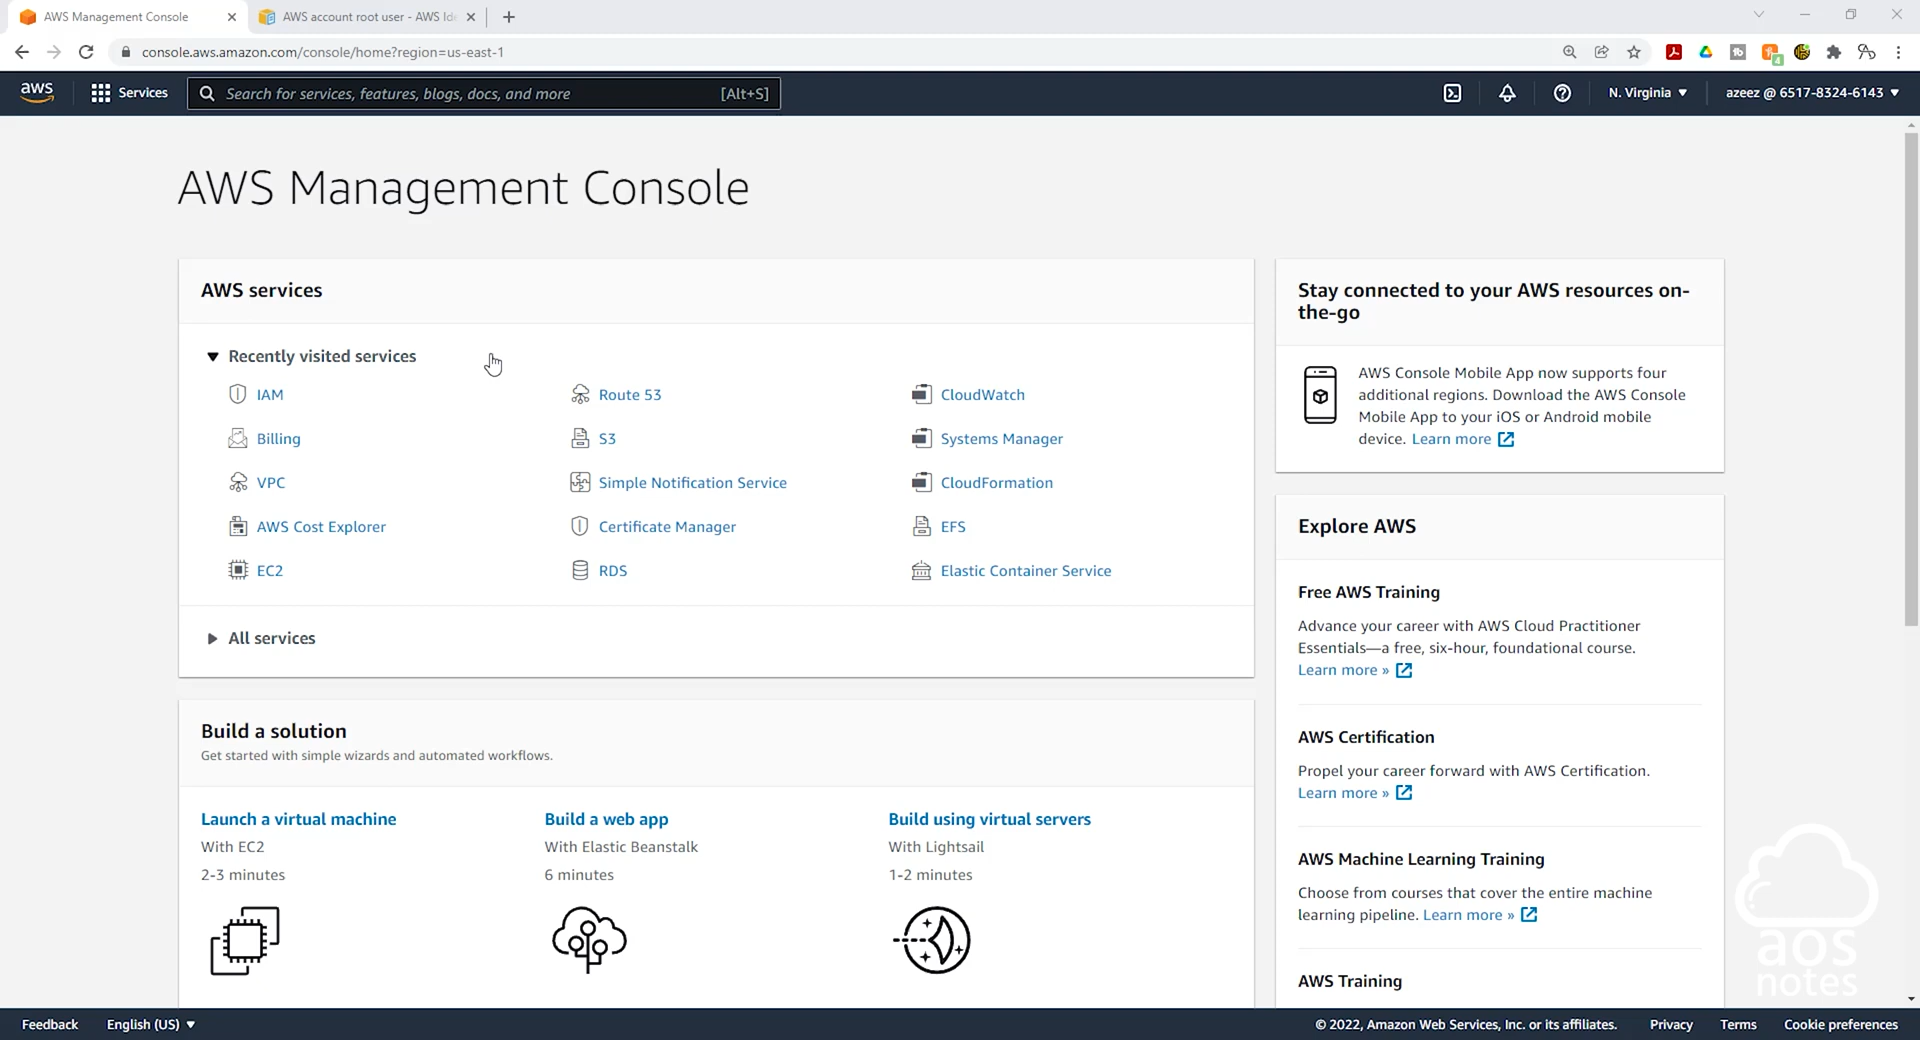 AWS Management Console
AWS account root user - AWS Ide
console.aws.amazon.com/console/home?region=us-east-1
4
aws
Services
Search for services, features, blogs, docs, and more
[Alt+S]
N. Virginia
azeez @ 6517-8324-6143
AWS Management Console
AWS services
Recently visited services
IAM
Route 53
CloudWatch
Billing
S3
Systems Manager
VPC
Simple Notification Service
CloudFormation
AWS Cost Explorer
Certificate Manager
EFS
EC2
RDS
Elastic Container Service
All services
Build a solution
Get started with simple wizards and automated workflows.
Launch a virtual machine
With EC2
2-3 minutes
Build a web app
With Elastic Beanstalk
6 minutes
Build using virtual servers
With Lightsail
1-2 minutes
Stay connected to your AWS resources on-
the-go
AWS Console Mobile App now supports four
additional regions. Download the AWS Console
Mobile App to your iOS or Android mobile
device. Learn more
Explore AWS
Free AWS Training
Advance your career with AWS Cloud Practitioner
Essentials—a free, six-hour, foundational course.
Learn more »
AWS Certification
Propel your career forward with AWS Certification.
Learn more »
AWS Machine Learning Training
Choose from courses that cover the entire machine
learning pipeline. Learn more »
AWS Training
aos
notes
Feedback
English (US)
© 2022, Amazon Web Services, Inc. or its affiliates.
Privacy
Terms
Cookie preferences